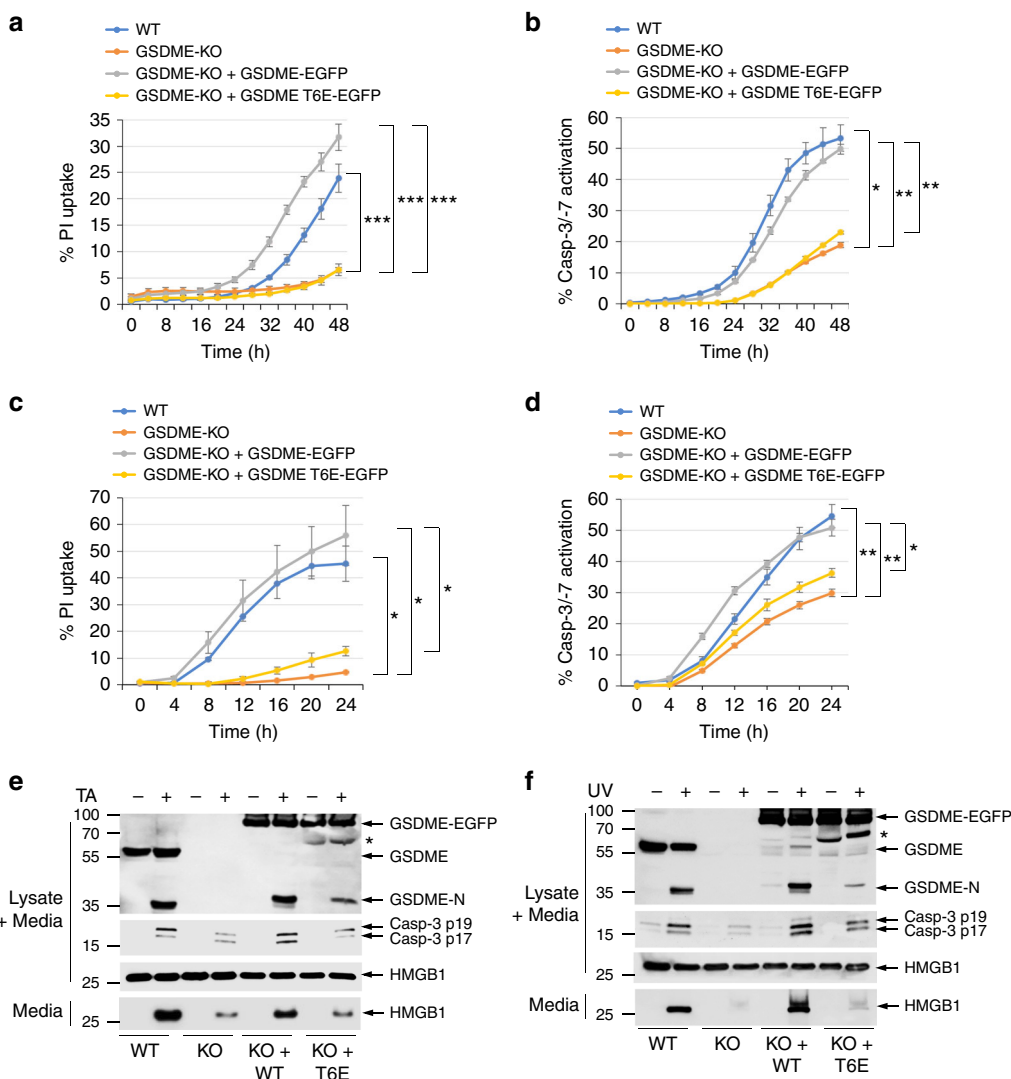 a
WT
GSDME-KO
GSDME-KO + GSDME-EGFP
GSDME-KO + GSDME T6E-EGFP
% PI uptake
35
30
25
20
15
10
5
0
0 8 16 24 32 40 48
Time (h)
*** *** ***
b
WT
GSDME-KO
GSDME-KO + GSDME-EGFP
GSDME-KO + GSDME T6E-EGFP
% Casp-3/-7 activation
60
50
40
30
20
10
0
0 8 16 24 32 40 48
Time (h)
* ** **
c
WT
GSDME-KO
GSDME-KO + GSDME-EGFP
GSDME-KO + GSDME T6E-EGFP
% PI uptake
70
60
50
40
30
20
10
0
0 4 8 12 16 20 24
Time (h)
* * *
d
WT
GSDME-KO
GSDME-KO + GSDME-EGFP
GSDME-KO + GSDME T6E-EGFP
% Casp-3/-7 activation
60
50
40
30
20
10
0
0 4 8 12 16 20 24
Time (h)
** ** *
e
TA − + − + − + − +
100
GSDME-EGFP
70
*
55
GSDME
GSDME-N
35
Lysate
+ Media
Casp-3 p19
Casp-3 p17
15
HMGB1
25
Media
HMGB1
25
WT KO KO + KO +
WT T6E
f
UV − + − + − + − +
100
GSDME-EGFP
70
*
55
GSDME
GSDME-N
35
Lysate
+ Media
Casp-3 p19
Casp-3 p17
15
HMGB1
25
Media
HMGB1
25
WT KO KO + KO +
WT T6E